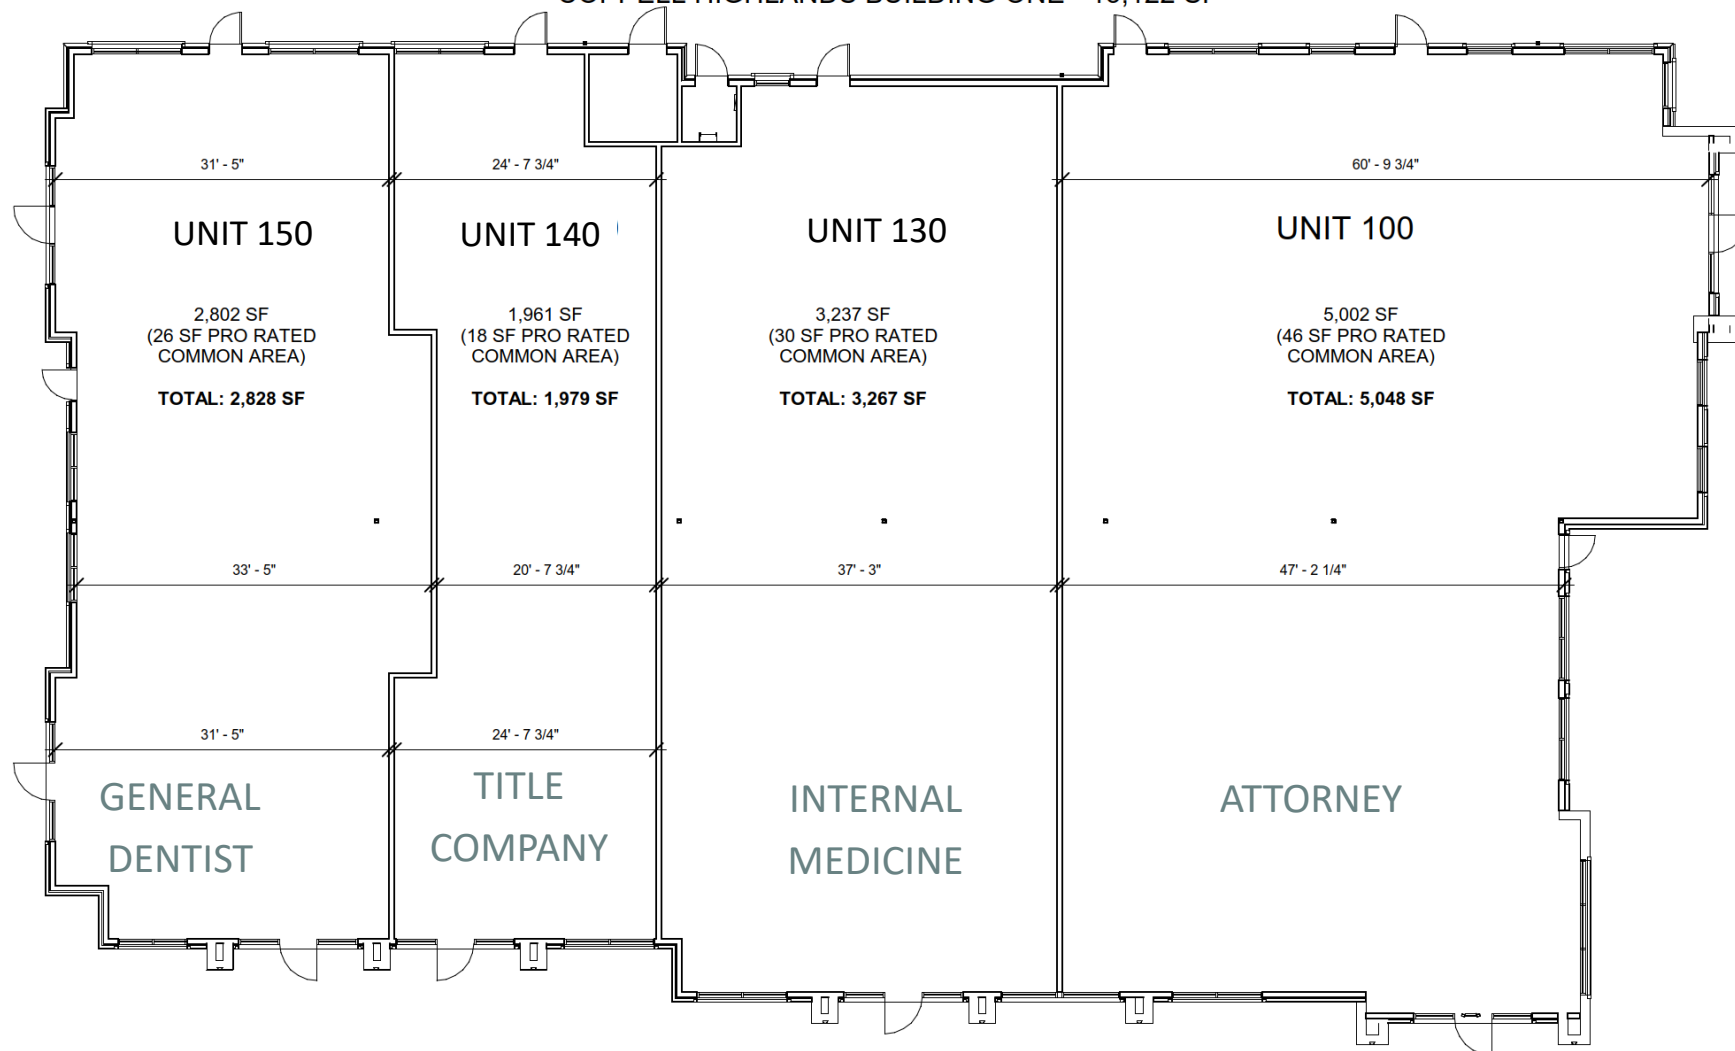 31' - 5"
24' - 7 3/4"
60' - 9 3/4"
UNIT 150
UNIT 140
UNIT 130
UNIT 100
2,802 SF
(26 SF PRO RATED
COMMON AREA)
TOTAL: 2,828 SF
1,961 SF
(18 SF PRO RATED
COMMON AREA)
TOTAL: 1,979 SF
3,237 SF
(30 SF PRO RATED
COMMON AREA)
TOTAL: 3,267 SF
5,002 SF
(46 SF PRO RATED
COMMON AREA)
TOTAL: 5,048 SF
33' - 5"
20' - 7 3/4"
37' - 3"
47' - 2 1/4"
31' - 5"
24' - 7 3/4"
GENERAL
DENTIST
TITLE
COMPANY
INTERNAL
MEDICINE
ATTORNEY